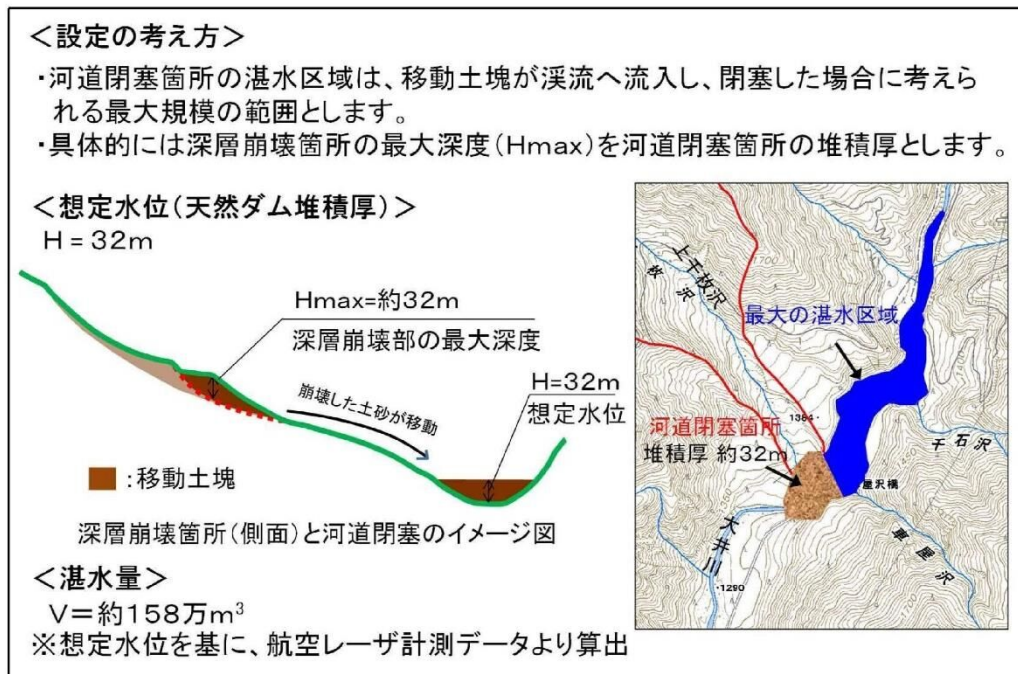 ＜設定の考え方＞
・河道閉塞箇所の湛水区域は、移動土塊が渓流へ流入し、閉塞した場合に考えら
れる最大規模の範囲とします。
・具体的には深層崩壊箇所の最大深度(Hmax)を河道閉塞箇所の堆積厚とします。
＜想定水位(天然ダム堆積厚)＞
H＝32m
Hmax=約32m
深層崩壊部の最大深度
崩壊した土砂が移動
H=32m
想定水位
:移動土塊
深層崩壊箇所(側面)と河道閉塞のイメージ図
＜湛水量＞
V＝約158万m³
※想定水位を基に、航空レーザ計測データより算出
上千枚沢
枚沢
1700
最大の湛水区域
1384
河道閉塞箇所
堆積厚 約32m
千石沢
屋沢橋
大井川
車屋沢
・1290